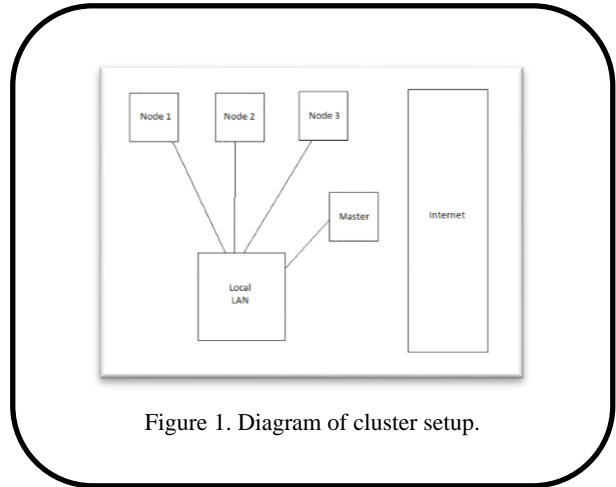 Node 1
Node 2
Node 3
Master
Internet
Local
LAN
Figure 1. Diagram of cluster setup.